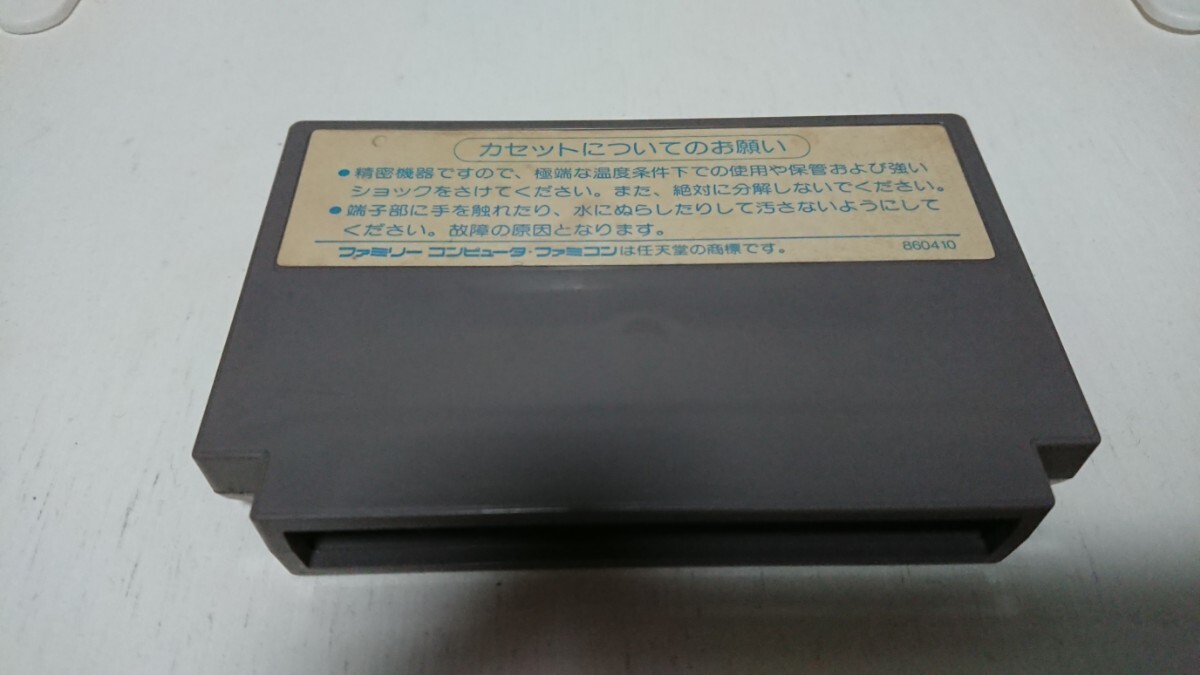 カセットについてのお願い
●精密機器ですので、極端な温度条件下での使用や保管および強い
ショックをさけてください。また、絶対に分解しないでください。
●端子部に手を触れたり、水にぬらしたりして汚さないようにして
ください。故障の原因となります。
ファミリー コンピュータ・ファミコンは任天堂の商標です。 860410